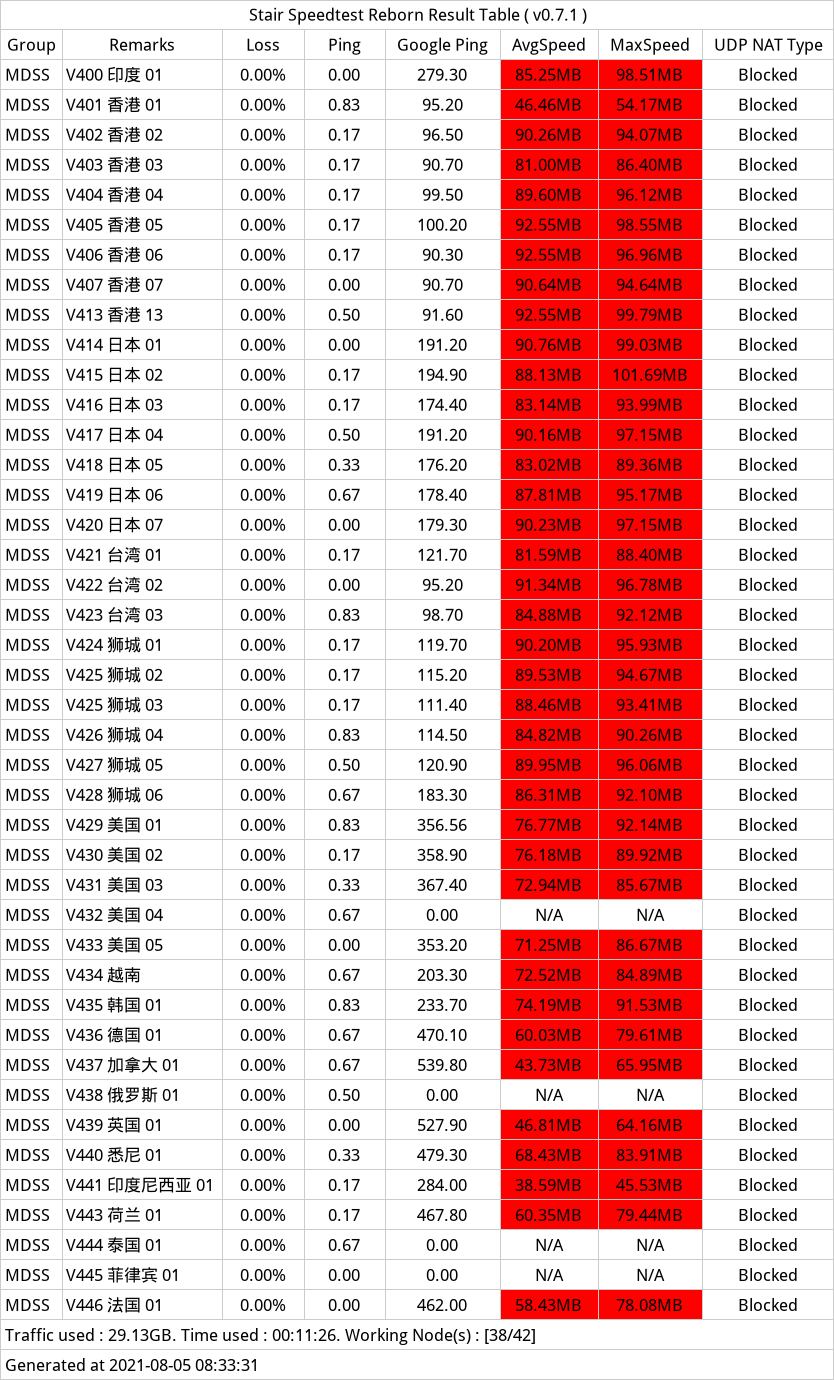 Stair Speedtest Reborn Result Table ( v0.7.1 )
Group Remarks Loss Ping Google Ping AvgSpeed MaxSpeed UDP NAT Type
MDSS V400 印度 01 0.00% 0.00 279.30 85.25MB 98.51MB Blocked
MDSS V401 香港 01 0.00% 0.83 95.20 46.46MB 54.17MB Blocked
MDSS V402 香港 02 0.00% 0.17 96.50 90.26MB 94.07MB Blocked
MDSS V403 香港 03 0.00% 0.17 90.70 81.00MB 86.40MB Blocked
MDSS V404 香港 04 0.00% 0.17 99.50 89.60MB 96.12MB Blocked
MDSS V405 香港 05 0.00% 0.17 100.20 92.55MB 98.55MB Blocked
MDSS V406 香港 06 0.00% 0.17 90.30 92.55MB 96.96MB Blocked
MDSS V407 香港 07 0.00% 0.00 90.70 90.64MB 94.64MB Blocked
MDSS V413 香港 13 0.00% 0.50 91.60 92.55MB 99.79MB Blocked
MDSS V414 日本 01 0.00% 0.00 191.20 90.76MB 99.03MB Blocked
MDSS V415 日本 02 0.00% 0.17 194.90 88.13MB 101.69MB Blocked
MDSS V416 日本 03 0.00% 0.17 174.40 83.14MB 93.99MB Blocked
MDSS V417 日本 04 0.00% 0.50 191.20 90.16MB 97.15MB Blocked
MDSS V418 日本 05 0.00% 0.33 176.20 83.02MB 89.36MB Blocked
MDSS V419 日本 06 0.00% 0.67 178.40 87.81MB 95.17MB Blocked
MDSS V420 日本 07 0.00% 0.00 179.30 90.23MB 97.15MB Blocked
MDSS V421 台湾 01 0.00% 0.17 121.70 81.59MB 88.40MB Blocked
MDSS V422 台湾 02 0.00% 0.00 95.20 91.34MB 96.78MB Blocked
MDSS V423 台湾 03 0.00% 0.83 98.70 84.88MB 92.12MB Blocked
MDSS V424 狮城 01 0.00% 0.17 119.70 90.20MB 95.93MB Blocked
MDSS V425 狮城 02 0.00% 0.17 115.20 89.53MB 94.67MB Blocked
MDSS V425 狮城 03 0.00% 0.17 111.40 88.46MB 93.41MB Blocked
MDSS V426 狮城 04 0.00% 0.83 114.50 84.82MB 90.26MB Blocked
MDSS V427 狮城 05 0.00% 0.50 120.90 89.95MB 96.06MB Blocked
MDSS V428 狮城 06 0.00% 0.67 183.30 86.31MB 92.10MB Blocked
MDSS V429 美国 01 0.00% 0.83 356.56 76.77MB 92.14MB Blocked
MDSS V430 美国 02 0.00% 0.17 358.90 76.18MB 89.92MB Blocked
MDSS V431 美国 03 0.00% 0.33 367.40 72.94MB 85.67MB Blocked
MDSS V432 美国 04 0.00% 0.67 0.00 N/A N/A Blocked
MDSS V433 美国 05 0.00% 0.00 353.20 71.25MB 86.67MB Blocked
MDSS V434 越南 0.00% 0.67 203.30 72.52MB 84.89MB Blocked
MDSS V435 韩国 01 0.00% 0.83 233.70 74.19MB 91.53MB Blocked
MDSS V436 德国 01 0.00% 0.67 470.10 60.03MB 79.61MB Blocked
MDSS V437 加拿大 01 0.00% 0.67 539.80 43.73MB 65.95MB Blocked
MDSS V438 俄罗斯 01 0.00% 0.50 0.00 N/A N/A Blocked
MDSS V439 英国 01 0.00% 0.00 527.90 46.81MB 64.16MB Blocked
MDSS V440 悉尼 01 0.00% 0.33 479.30 68.43MB 83.91MB Blocked
MDSS V441 印度尼西亚 01 0.00% 0.17 284.00 38.59MB 45.53MB Blocked
MDSS V443 荷兰 01 0.00% 0.17 467.80 60.35MB 79.44MB Blocked
MDSS V444 泰国 01 0.00% 0.67 0.00 N/A N/A Blocked
MDSS V445 菲律宾 01 0.00% 0.00 0.00 N/A N/A Blocked
MDSS V446 法国 01 0.00% 0.00 462.00 58.43MB 78.08MB Blocked
Traffic used : 29.13GB. Time used : 00:11:26. Working Node(s) : [38/42]
Generated at 2021-08-05 08:33:31